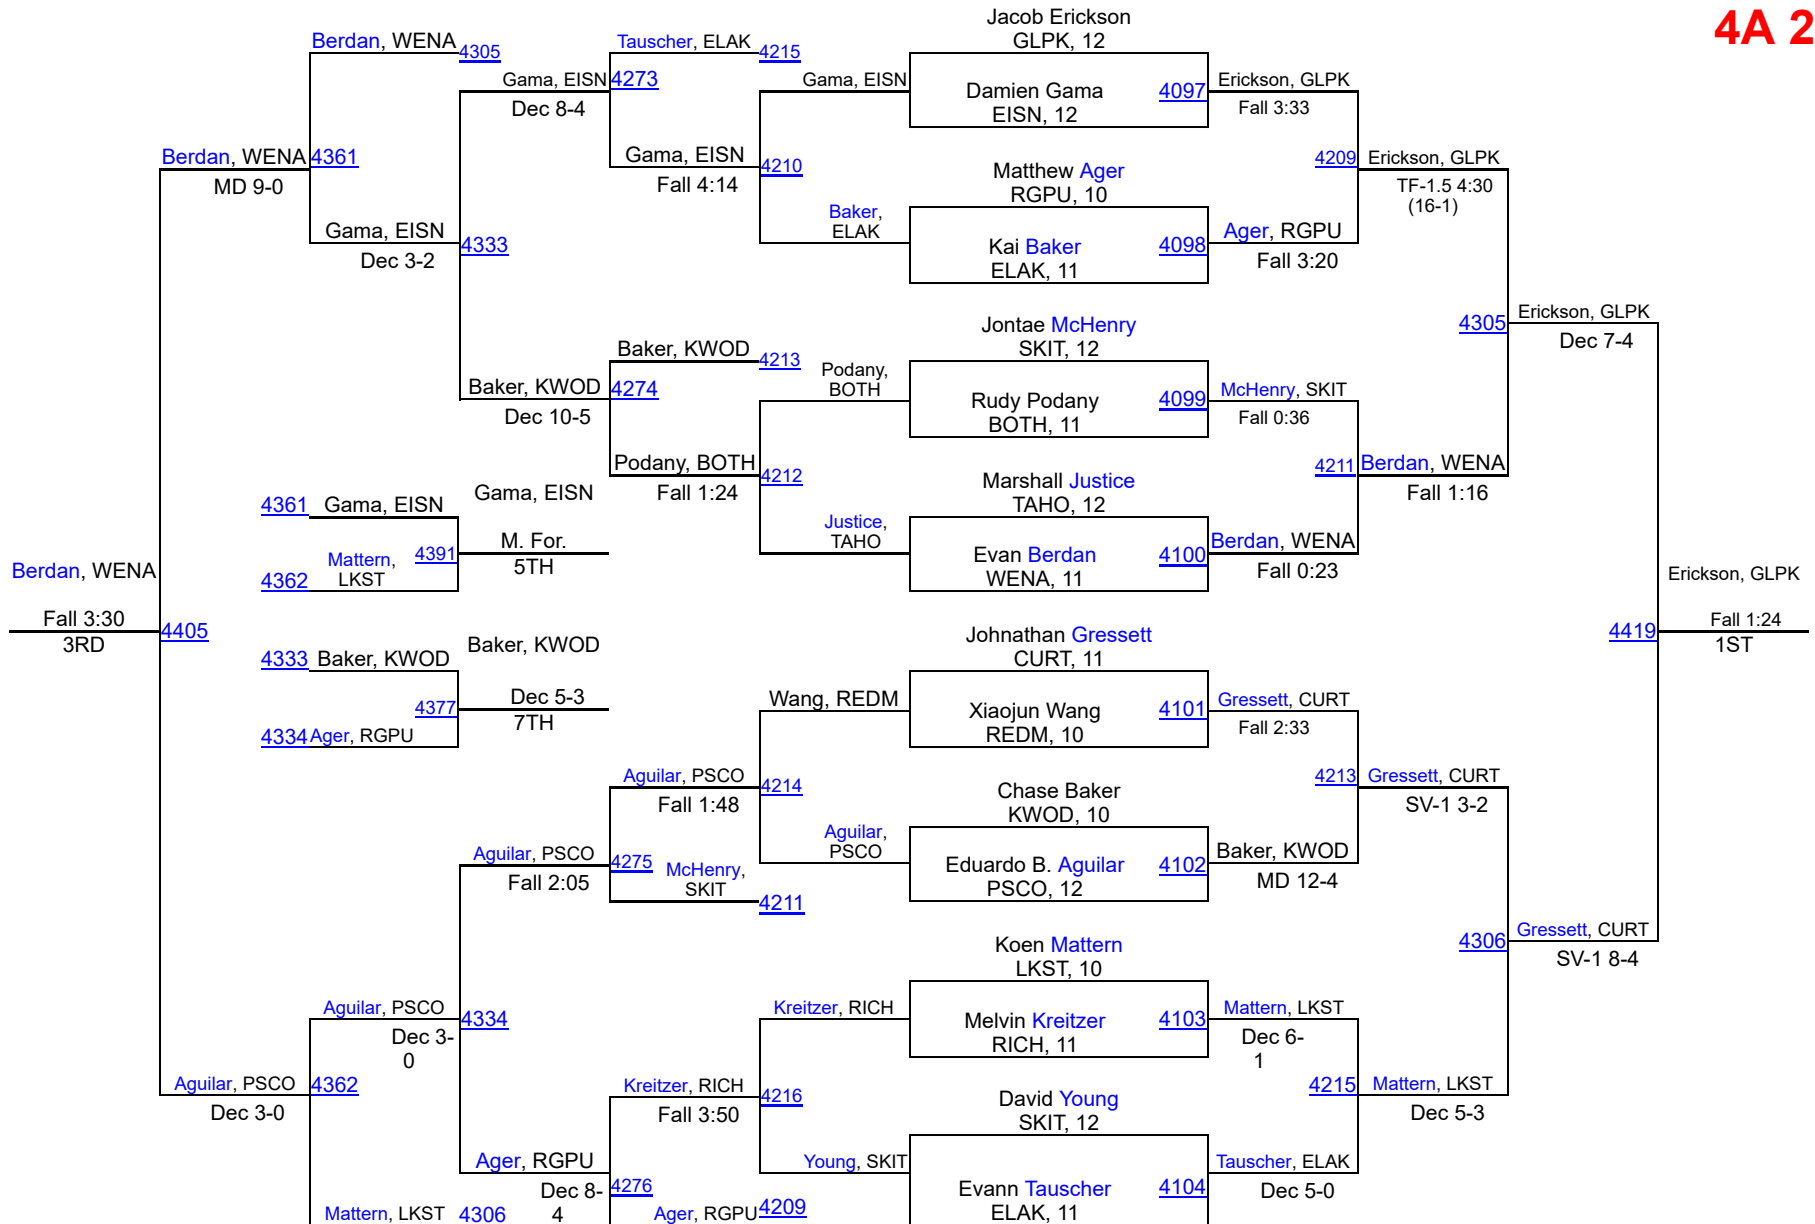 4A 2
Jacob Erickson
GLPK, 12
Berdan, WENA
4305
Tauscher, ELAK
4215
Gama, EISN
4273
Dec 8-4
Gama, EISN
Damien Gama
EISN, 12
4097
Erickson, GLPK
Fall 3:33
Berdan, WENA
4361
MD 9-0
Gama, EISN
4210
Fall 4:14
Matthew Ager
RGPU, 10
4209
Erickson, GLPK
TF-1.5 4:30
(16-1)
Baker,
ELAK
Gama, EISN
4333
Dec 3-2
Kai Baker
ELAK, 11
4098
Ager, RGPU
Fall 3:20
Jontae McHenry
SKIT, 12
4305
Erickson, GLPK
Dec 7-4
Baker, KWOD
4213
Podany,
BOTH
Baker, KWOD
4274
Dec 10-5
Rudy Podany
BOTH, 11
4099
McHenry, SKIT
Fall 0:36
Podany, BOTH
4212
Fall 1:24
Marshall Justice
TAHO, 12
4211
Berdan, WENA
Fall 1:16
4361
Gama, EISN
Gama, EISN
Justice,
TAHO
M. For.
5TH
4391
Mattern,
LKST
4362
Evan Berdan
WENA, 11
4100
Berdan, WENA
Fall 0:23
Berdan, WENA
Fall 3:30
3RD
4405
Erickson, GLPK
4419
Fall 1:24
1ST
Johnathan Gressett
CURT, 11
4333
Baker, KWOD
Baker, KWOD
Dec 5-3
7TH
4377
4334
Ager, RGPU
Wang, REDM
Xiaojun Wang
REDM, 10
4101
Gressett, CURT
Fall 2:33
Aguilar, PSCO
4214
Fall 1:48
Chase Baker
KWOD, 10
4213
Gressett, CURT
SV-1 3-2
Aguilar,
PSCO
Aguilar, PSCO
4275
Fall 2:05
McHenry,
SKIT
4211
Eduardo B. Aguilar
PSCO, 12
4102
Baker, KWOD
MD 12-4
Koen Mattern
LKST, 10
4306
Gressett, CURT
SV-1 8-4
Aguilar, PSCO
4334
Dec 3-
0
Kreitzer, RICH
Melvin Kreitzer
RICH, 11
4103
Mattern, LKST
Dec 6-
1
Aguilar, PSCO
4362
Dec 3-0
Kreitzer, RICH
4216
Fall 3:50
David Young
SKIT, 12
4215
Mattern, LKST
Dec 5-3
Ager, RGPU
4276
Dec 8-
4
Young, SKIT
Evann Tauscher
ELAK, 11
4104
Tauscher, ELAK
Dec 5-0
Mattern, LKST
4306
Ager, RGPU
4209